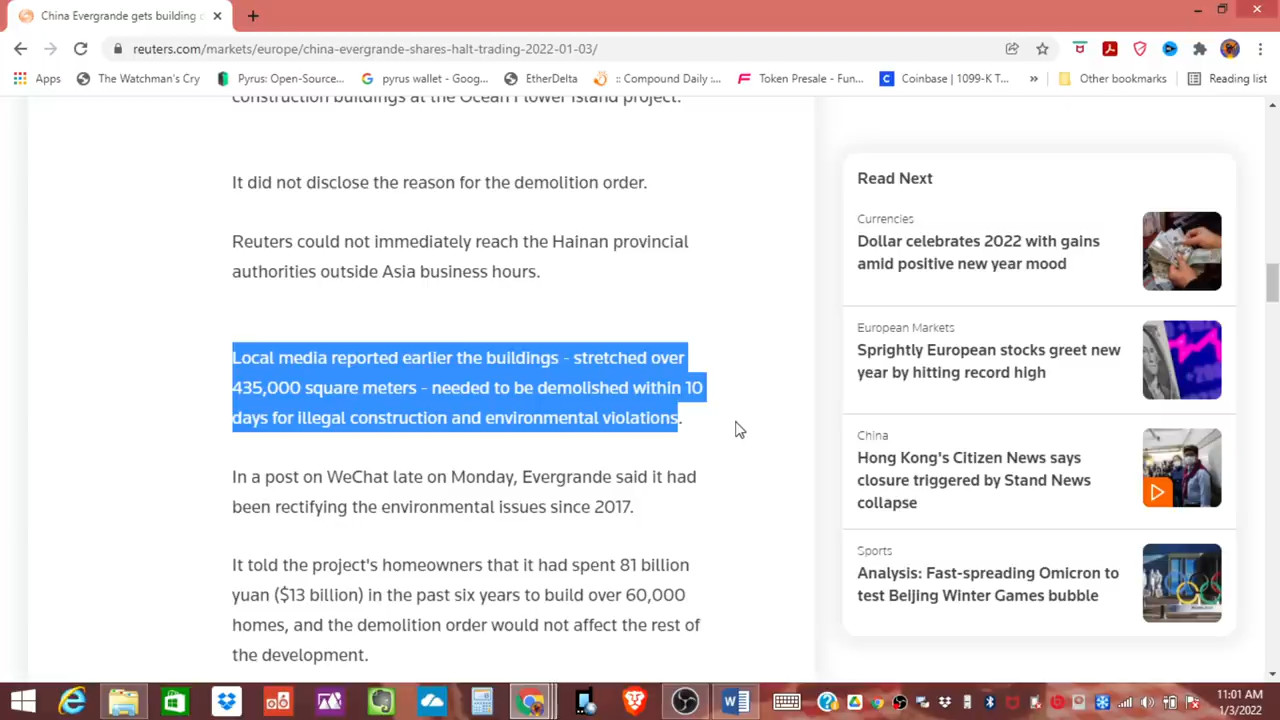 China Evergrande gets building
reuters.com/markets/europe/china-evergrande-shares-halt-trading-2022-01-03/
Apps
The Watchman's Cry
Pyrus: Open-Source...
pyrus wallet - Goog...
EtherDelta
:: Compound Daily :...
Token Presale - Fun...
Coinbase | 1099-K T...
»
Other bookmarks
Reading list
construction buildings at the Ocean Flower Island project.
It did not disclose the reason for the demolition order.
Reuters could not immediately reach the Hainan provincial
authorities outside Asia business hours.
Local media reported earlier the buildings - stretched over
435,000 square meters - needed to be demolished within 10
days for illegal construction and environmental violations.
In a post on WeChat late on Monday, Evergrande said it had
been rectifying the environmental issues since 2017.
It told the project's homeowners that it had spent 81 billion
yuan ($13 billion) in the past six years to build over 60,000
homes, and the demolition order would not affect the rest of
the development.
Read Next
Currencies
Dollar celebrates 2022 with gains
amid positive new year mood
European Markets
Sprightly European stocks greet new
year by hitting record high
China
Hong Kong's Citizen News says
closure triggered by Stand News
collapse
Sports
Analysis: Fast-spreading Omicron to
test Beijing Winter Games bubble
11:01 AM
1/3/2022